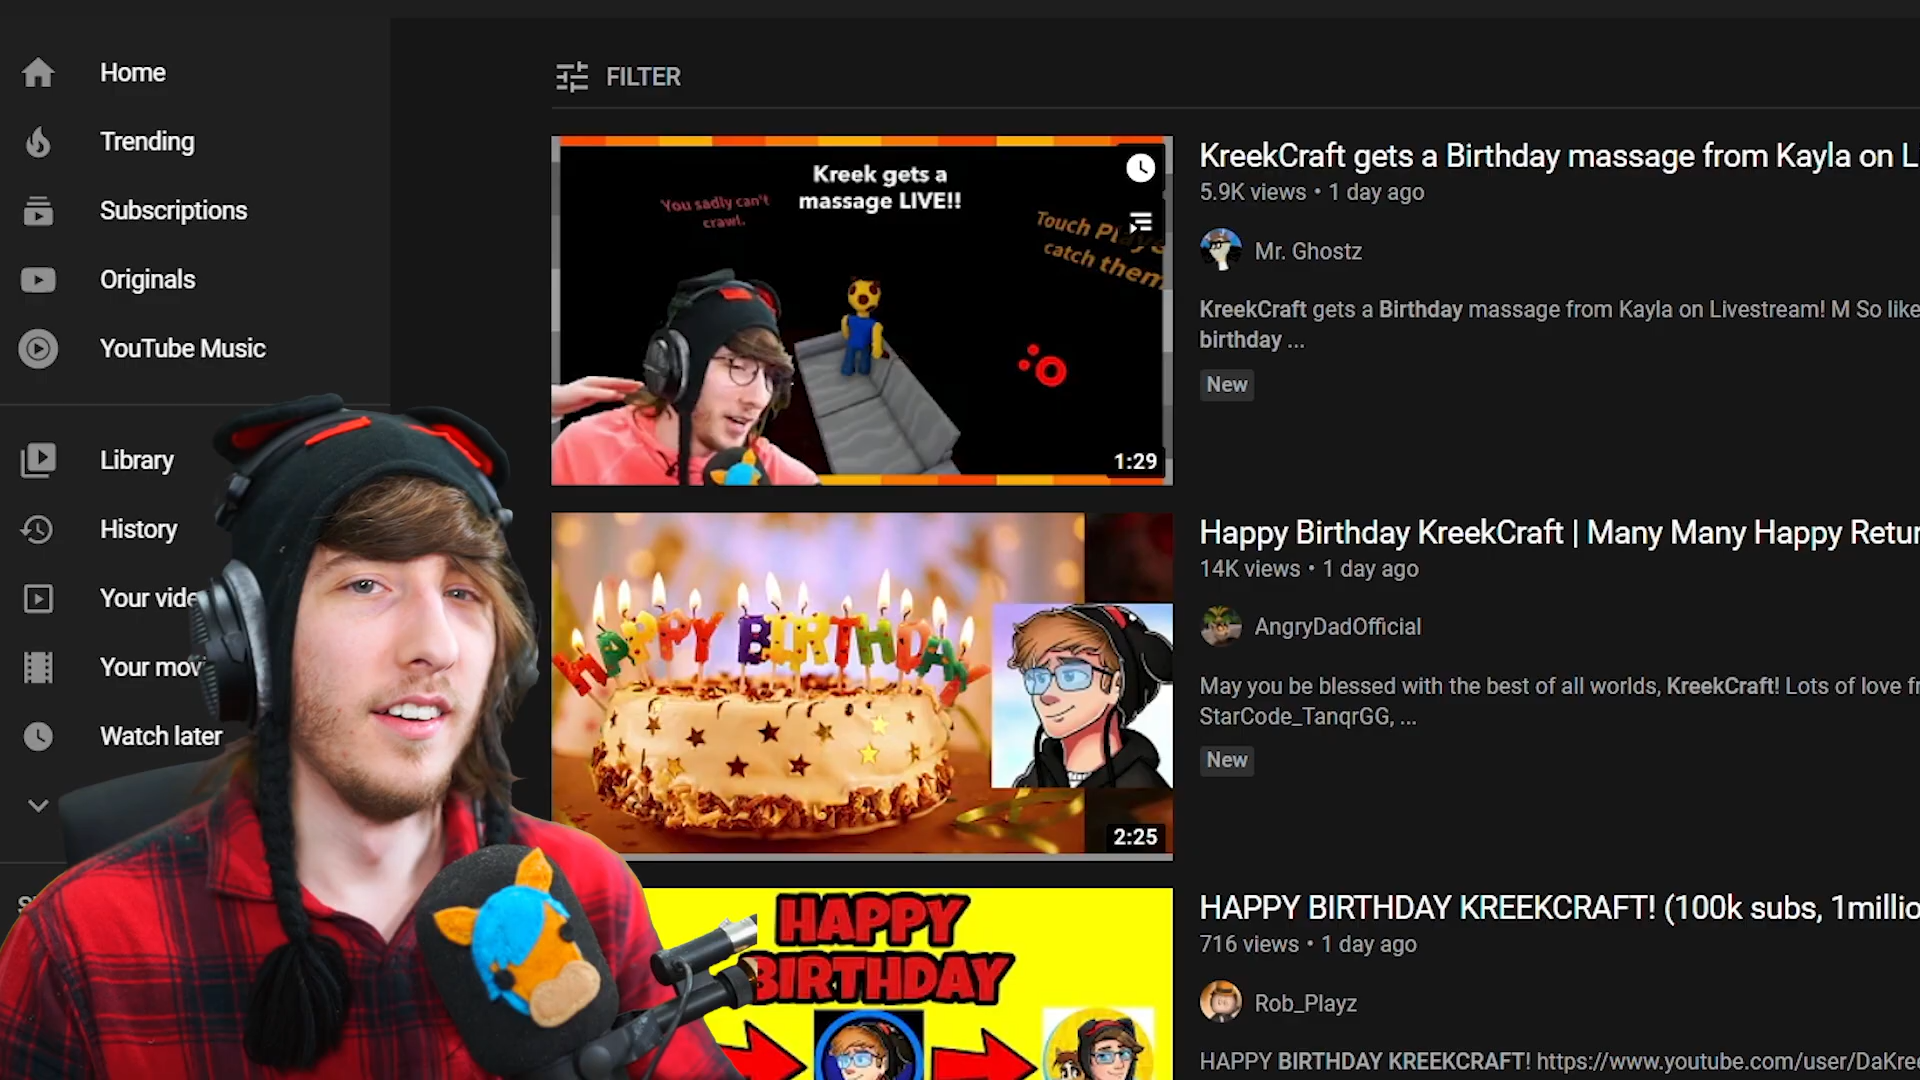 Home
Trending
Subscriptions
Originals
YouTube Music
Library
History
Your vide
Your movi
Watch later
FILTER
Kreek gets a
massage LIVE!!
You sadly can't
crawl.
Touch Playe
catch them
1:29
KreekCraft gets a Birthday massage from Kayla on L
5.9K views • 1 day ago
Mr. Ghostz
KreekCraft gets a Birthday massage from Kayla on Livestream! M So like
birthday ...
New
HAPPY BIRTHDAY
2:25
Happy Birthday KreekCraft | Many Many Happy Retur
14K views • 1 day ago
AngryDadOfficial
May you be blessed with the best of all worlds, KreekCraft! Lots of love fr
StarCode_TanqrGG, ...
New
HAPPY
BIRTHDAY
HAPPY BIRTHDAY KREEKCRAFT! (100k subs, 1millio
716 views • 1 day ago
Rob_Playz
HAPPY BIRTHDAY KREEKCRAFT! https://www.youtube.com/user/DaKree